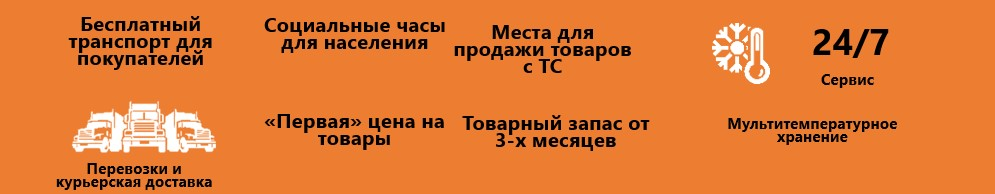 Бесплатный
транспорт для
покупателей
Социальные часы
для населения
Места для
продажи товаров
с ТС
24/7
Сервис
Перевозки и
курьерская доставка
«Первая» цена на
товары
Товарный запас от
3-х месяцев
Мультитемпературное
хранение